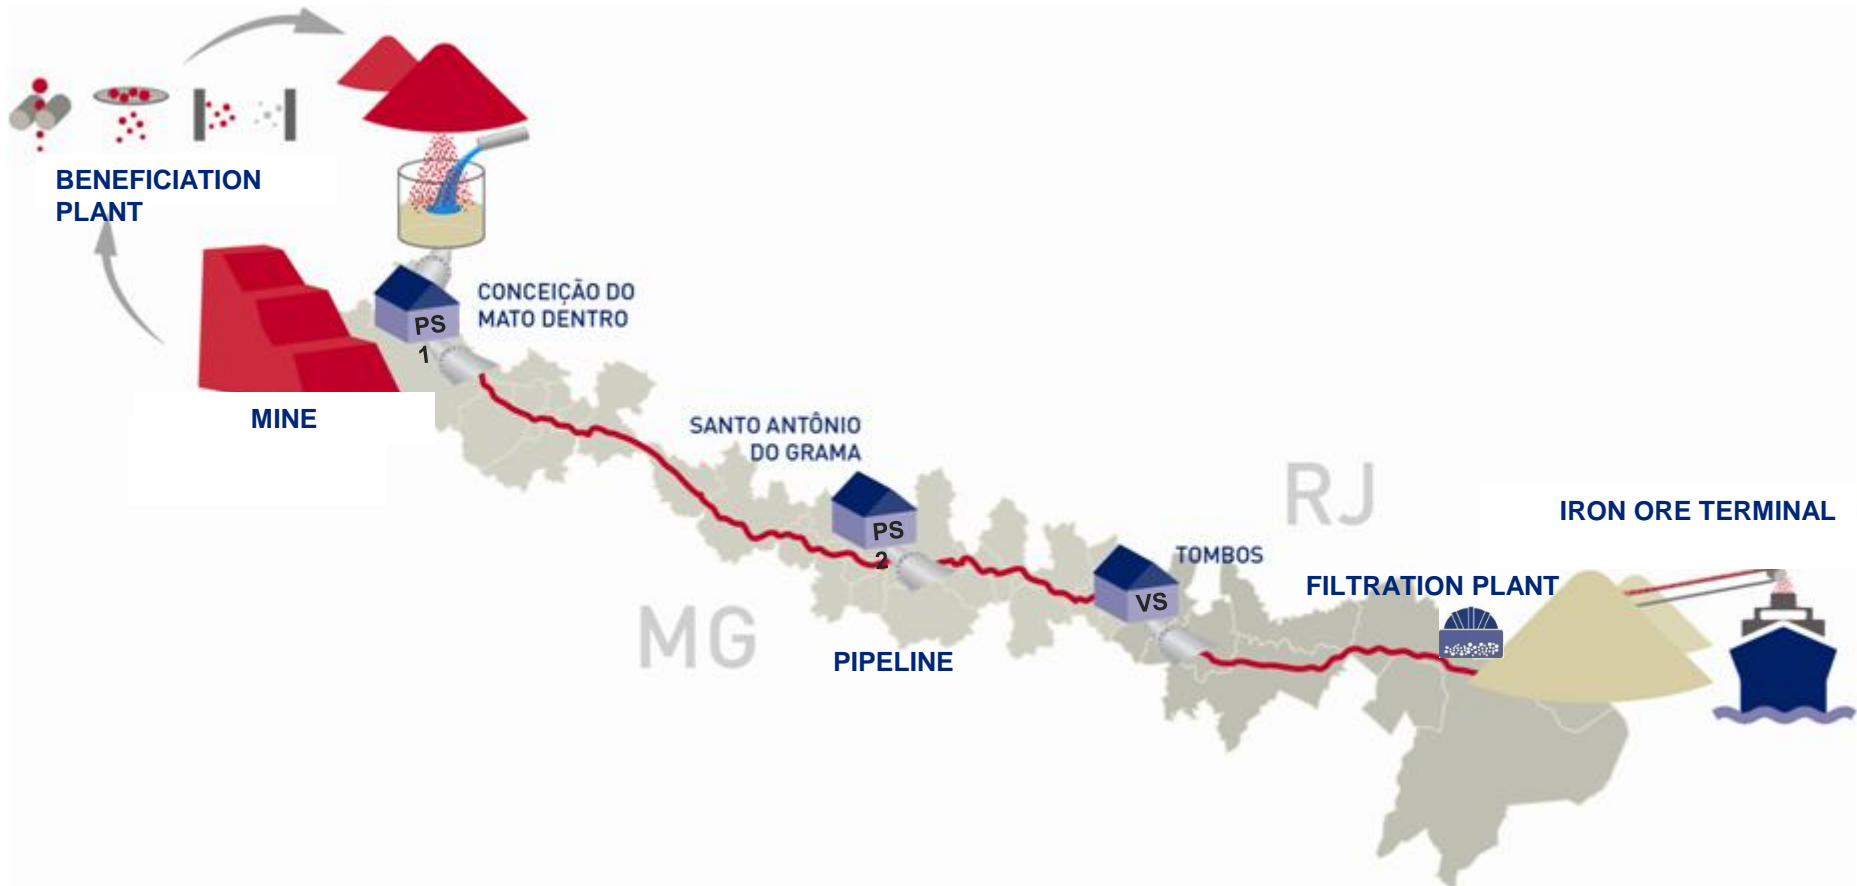 BENEFICIATION
PLANT
CONCEIÇÃO DO
MATO DENTRO
PS
1
MINE
SANTO ANTÔNIO
DO GRAMA
PS
2
RJ
IRON ORE TERMINAL
TOMBOS
FILTRATION PLANT
VS
MG
PIPELINE